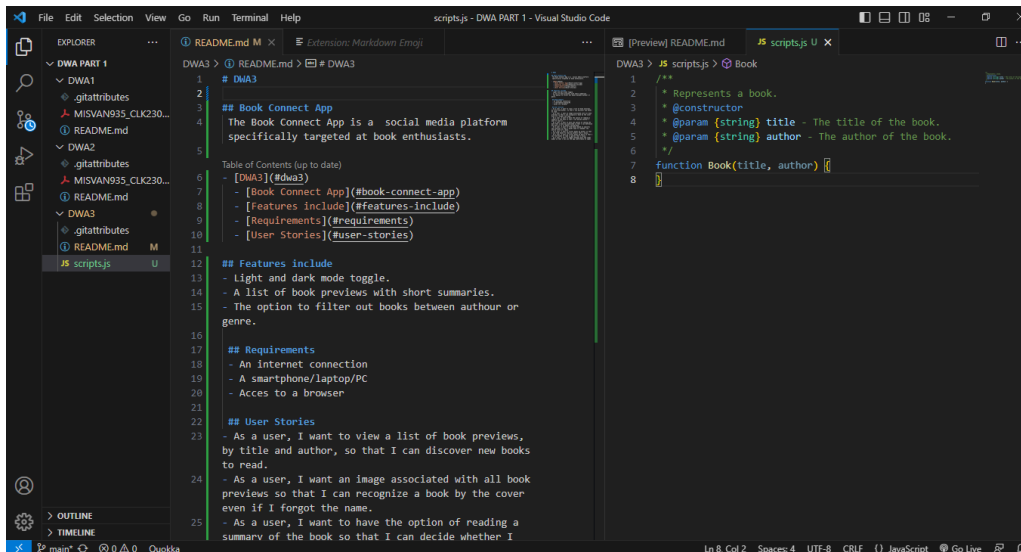 File Edit Selection View Go Run Terminal Help
scripts.js - DWA PART 1 - Visual Studio Code
EXPLORER
DWA PART 1
DWA1
.gitattributes
MISVAN935_CLK230...
README.md
DWA2
.gitattributes
MISVAN935_CLK230...
README.md
DWA3
.gitattributes
README.md M
JS scripts.js U
OUTLINE
TIMELINE
README.md M
Extension: Markdown Emoji
DWA3 > README.md > # DWA3
1 # DWA3
2
3 ## Book Connect App
4 The Book Connect App is a social media platform
specifically targeted at book enthusiasts.
5
Table of Contents (up to date)
6 - [DWA3](#dwa3)
7 - [Book Connect App](#book-connect-app)
8 - [Features include](#features-include)
9 - [Requirements](#requirements)
10 - [User Stories](#user-stories)
11
12 ## Features include
13 - Light and dark mode toggle.
14 - A list of book previews with short summaries.
15 - The option to filter out books between authour or
genre.
16
17 ## Requirements
18 - An internet connection
19 - A smartphone/laptop/PC
20 - Acces to a browser
21
22 ## User Stories
23 - As a user, I want to view a list of book previews,
by title and author, so that I can discover new books
to read.
24 - As a user, I want an image associated with all book
previews so that I can recognize a book by the cover
even if I forgot the name.
25 - As a user, I want to have the option of reading a
summary of the book so that I can decide whether I
[Preview] README.md
JS scripts.js U
DWA3 > JS scripts.js > Book
1 /**
2 * Represents a book.
3 * @constructor
4 * @param {string} title - The title of the book.
5 * @param {string} author - The author of the book.
6 */
7 function Book(title, author) {
8 }
main* 0 0 0 Quokka
Ln 8, Col 2 Spaces: 4 UTF-8 CRLF {} JavaScript Go Live